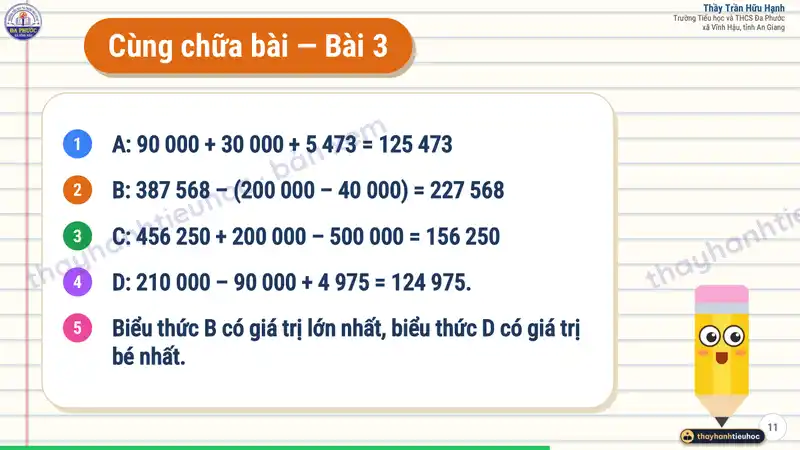 Thầy Trần Hữu Hạnh
Trường Tiểu học và THCS Đa Phước
xã Vĩnh Hậu, tỉnh An Giang
ĐA PHƯỚC
Cùng chữa bài – Bài 3
1 A: 90 000 + 30 000 + 5 473 = 125 473
2 B: 387 568 – (200 000 – 40 000) = 227 568
3 C: 456 250 + 200 000 – 500 000 = 156 250
4 D: 210 000 – 90 000 + 4 975 = 124 975.
5 Biểu thức B có giá trị lớn nhất, biểu thức D có giá trị
bé nhất.
11
thayhanhtieuhoc